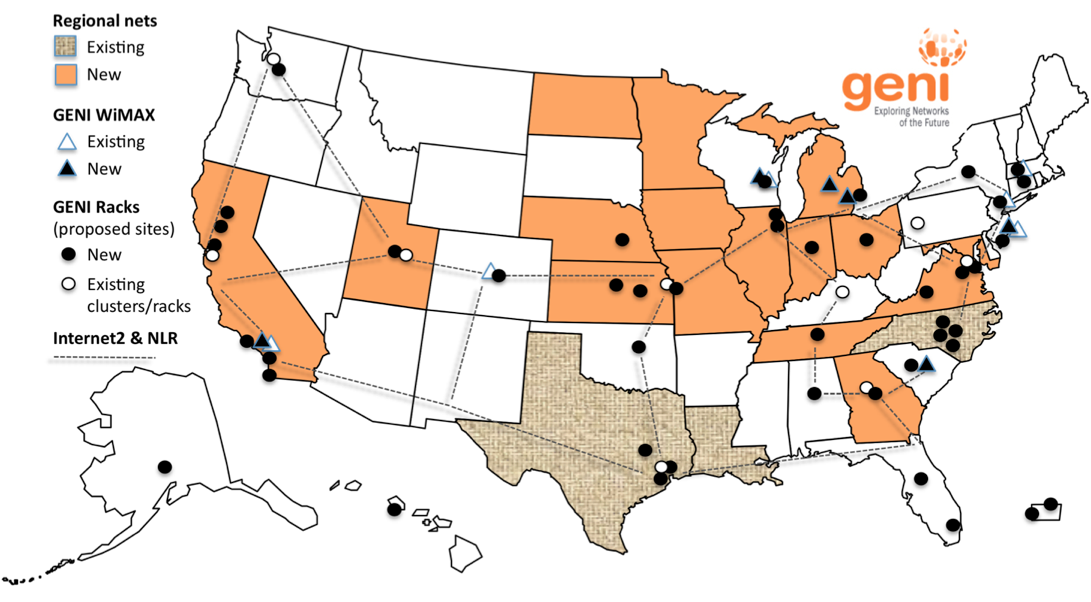 Regional nets
Existing
New
GENI WiMAX
Existing
New
GENI Racks
(proposed sites)
New
Existing
clusters/racks
Internet2 & NLR
geni
Exploring Networks
of the Future